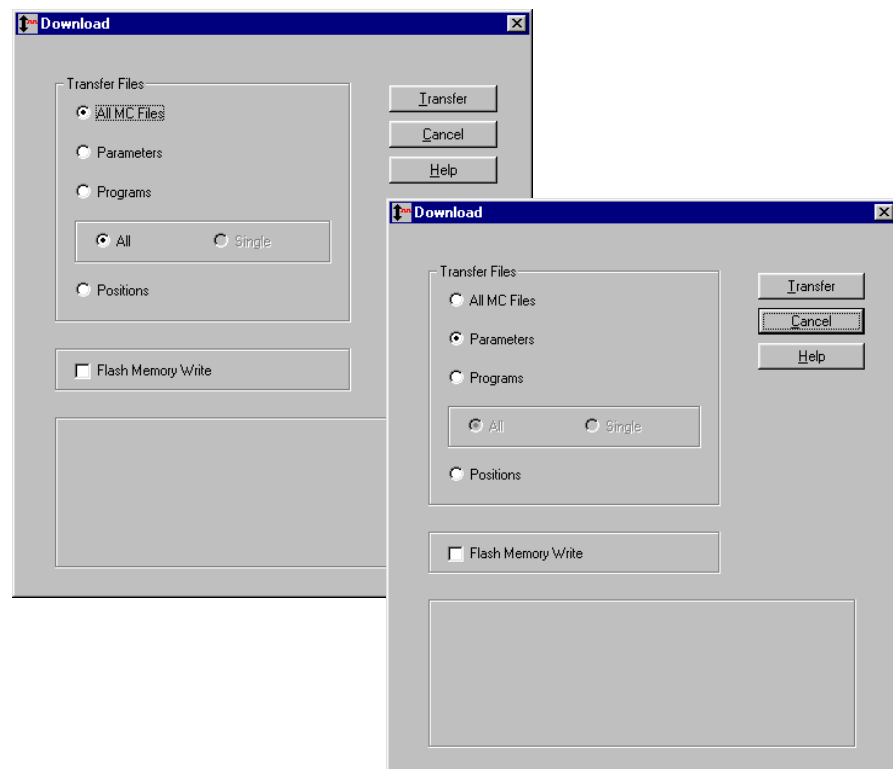 Download
Transfer Files
All MC Files
Parameters
Programs
All Single
Positions
Flash Memory Write
Transfer
Cancel
Help
Download
Transfer Files
All MC Files
Parameters
Programs
All Single
Positions
Flash Memory Write
Transfer
Cancel
Help